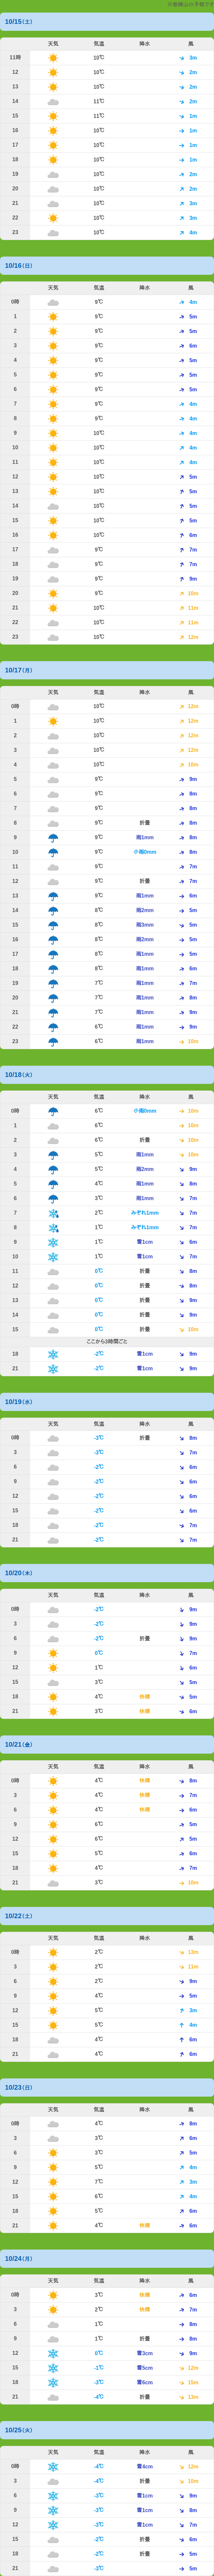 10/15(土)
天気 気温 降水 風
11時 10℃ 3m
12 10℃ 2m
13 10℃ 2m
14 11℃ 2m
15 11℃ 1m
16 10℃ 1m
17 10℃ 1m
18 10℃ 1m
19 10℃ 2m
20 10℃ 2m
21 10℃ 3m
22 10℃ 3m
23 10℃ 4m
10/16(日)
天気 気温 降水 風
0時 9℃ 4m
1 9℃ 5m
2 9℃ 5m
3 9℃ 6m
4 9℃ 5m
5 9℃ 5m
6 9℃ 5m
7 9℃ 4m
8 9℃ 4m
9 10℃ 4m
10 10℃ 4m
11 10℃ 4m
12 10℃ 5m
13 10℃ 5m
14 10℃ 5m
15 10℃ 5m
16 10℃ 6m
17 9℃ 7m
18 9℃ 7m
19 9℃ 9m
20 9℃ 10m
21 10℃ 11m
22 10℃ 11m
23 10℃ 12m
10/17(月)
天気 気温 降水 風
0時 10℃ 12m
1 10℃ 12m
2 10℃ 12m
3 10℃ 12m
4 10℃ 10m
5 9℃ 9m
6 9℃ 8m
7 9℃ 8m
8 9℃ 折畳 8m
9 9℃ 雨1mm 8m
10 9℃ 小雨0mm 8m
11 9℃ 7m
12 9℃ 折畳 7m
13 9℃ 雨1mm 6m
14 8℃ 雨2mm 5m
15 8℃ 雨3mm 5m
16 8℃ 雨2mm 5m
17 8℃ 雨1mm 5m
18 8℃ 雨1mm 6m
19 7℃ 雨1mm 7m
20 7℃ 雨1mm 8m
21 7℃ 雨1mm 9m
22 6℃ 雨1mm 9m
23 6℃ 雨1mm 10m
10/18(火)
天気 気温 降水 風
0時 6℃ 小雨0mm 10m
1 6℃ 10m
2 6℃ 折畳 10m
3 5℃ 雨1mm 10m
4 5℃ 雨2mm 9m
5 4℃ 雨1mm 8m
6 3℃ 雨1mm 7m
7 2℃ みぞれ1mm 7m
8 1℃ みぞれ1mm 7m
9 1℃ 雪1cm 6m
10 1℃ 雪1cm 7m
11 0℃ 折畳 8m
12 0℃ 折畳 8m
13 0℃ 折畳 9m
14 0℃ 折畳 9m
15 0℃ 折畳 10m
ここから3時間ごと
18 -2℃ 雪1cm 9m
21 -2℃ 雪1cm 9m
10/19(水)
天気 気温 降水 風
0時 -3℃ 折畳 8m
3 -3℃ 7m
6 -2℃ 6m
9 -2℃ 6m
12 -2℃ 6m
15 -2℃ 6m
18 -2℃ 7m
21 -2℃ 7m
10/20(木)
天気 気温 降水 風
0時 -2℃ 9m
3 -2℃ 9m
6 -2℃ 折畳 9m
9 0℃ 7m
12 1℃ 6m
15 3℃ 5m
18 4℃ 快晴 5m
21 3℃ 快晴 6m
10/21(金)
天気 気温 降水 風
0時 4℃ 快晴 8m
3 4℃ 快晴 7m
6 4℃ 快晴 6m
9 6℃ 5m
12 6℃ 5m
15 5℃ 6m
18 4℃ 7m
21 3℃ 10m
10/22(土)
天気 気温 降水 風
0時 2℃ 13m
3 2℃ 11m
6 2℃ 9m
9 4℃ 5m
12 5℃ 3m
15 5℃ 4m
18 4℃ 6m
21 4℃ 6m
10/23(日)
天気 気温 降水 風
0時 4℃ 8m
3 3℃ 6m
6 3℃ 5m
9 5℃ 4m
12 7℃ 3m
15 6℃ 4m
18 5℃ 6m
21 4℃ 快晴 6m
10/24(月)
天気 気温 降水 風
0時 3℃ 快晴 6m
3 2℃ 快晴 7m
6 1℃ 8m
9 1℃ 折畳 8m
12 0℃ 雪3cm 9m
15 -1℃ 雪5cm 12m
18 -3℃ 雪6cm 15m
21 -4℃ 折畳 13m
10/25(火)
天気 気温 降水 風
0時 -4℃ 雪4cm 12m
3 -4℃ 折畳 10m
6 -3℃ 雪1cm 9m
9 -3℃ 雪1cm 8m
12 -3℃ 雪1cm 7m
15 -2℃ 折畳 6m
18 -2℃ 折畳 5m
21 -3℃ 5m